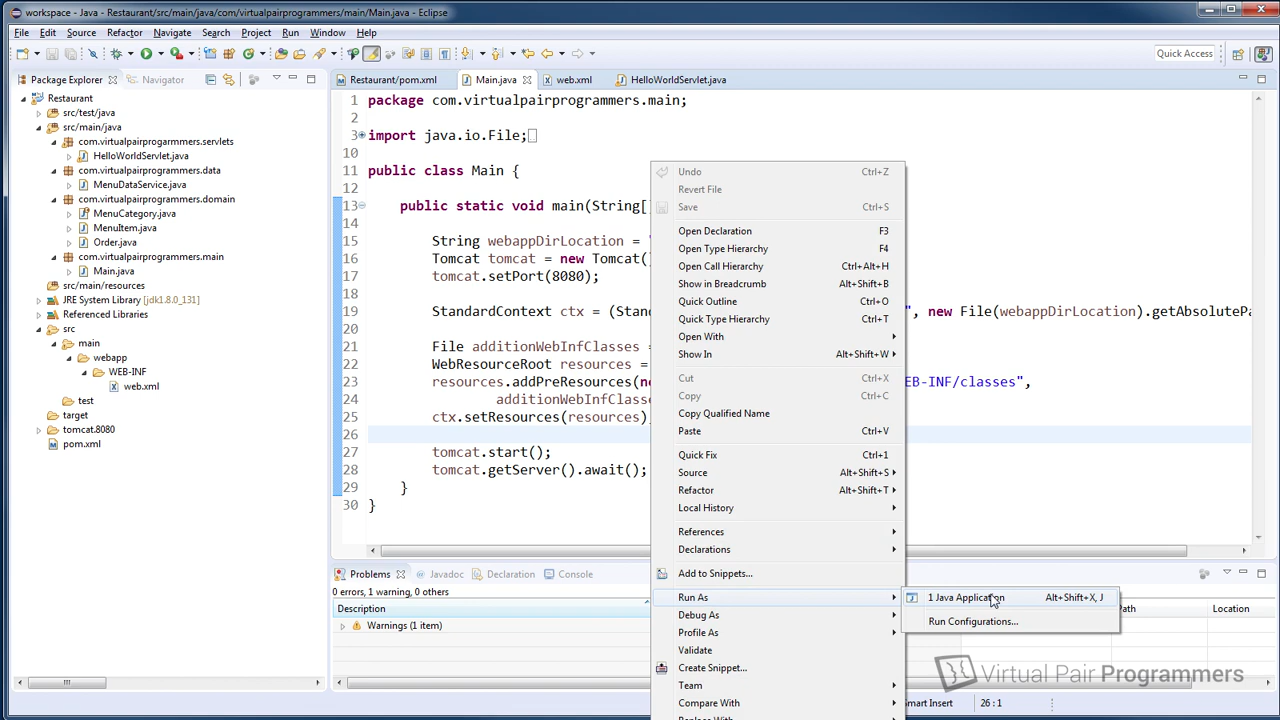 workspace - Java - Restaurant/src/main/java/com/virtualpairprogrammers/main/Main.java - Eclipse
File Edit Source Refactor Navigate Search Project Run Window Help
Quick Access
Package Explorer Navigator
Restaurant
src/test/java
src/main/java
com.virtualpairprogarmmers.servlets
HelloWorldServlet.java
com.virtualpairprogrammers.data
MenuDataService.java
com.virtualpairprogrammers.domain
MenuCategory.java
MenuItem.java
Order.java
com.virtualpairprogrammers.main
Main.java
src/main/resources
JRE System Library [jdk1.8.0_131]
Referenced Libraries
src
main
webapp
WEB-INF
web.xml
test
target
tomcat.8080
pom.xml
Restaurant/pom.xml Main.java web.xml HelloWorldServlet.java
1 package com.virtualpairprogrammers.main;
2
3 import java.io.File;
10
11 public class Main {
12
13 public static void main(String[]
14
15 String webappDirLocation = "
16 Tomcat tomcat = new Tomcat()
17 tomcat.setPort(8080);
18
19 StandardContext ctx = (Stan ", new File(webappDirLocation).getAbsolutePa
20
21 File additionWebInfClasses =
22 WebResourceRoot resources =
23 resources.addPreResources(ne EB-INF/classes",
24 additionWebInfClasse
25 ctx.setResources(resources)
26
27 tomcat.start();
28 tomcat.getServer().await();
29 }
30 }
Undo Ctrl+Z
Revert File
Save Ctrl+S
Open Declaration F3
Open Type Hierarchy F4
Open Call Hierarchy Ctrl+Alt+H
Show in Breadcrumb Alt+Shift+B
Quick Outline Ctrl+O
Quick Type Hierarchy Ctrl+T
Open With
Show In Alt+Shift+W
Cut Ctrl+X
Copy Ctrl+C
Copy Qualified Name
Paste Ctrl+V
Quick Fix Ctrl+1
Source Alt+Shift+S
Refactor Alt+Shift+T
Local History
References
Declarations
Add to Snippets...
Run As
Debug As
Profile As
Validate
Create Snippet...
Team
Compare With
Replace With
1 Java Application Alt+Shift+X, J
Run Configurations...
Problems Javadoc Declaration Console
0 errors, 1 warning, 0 others
Description Path Location
Warnings (1 item)
Virtual Pair Programmers
Smart Insert 26 : 1